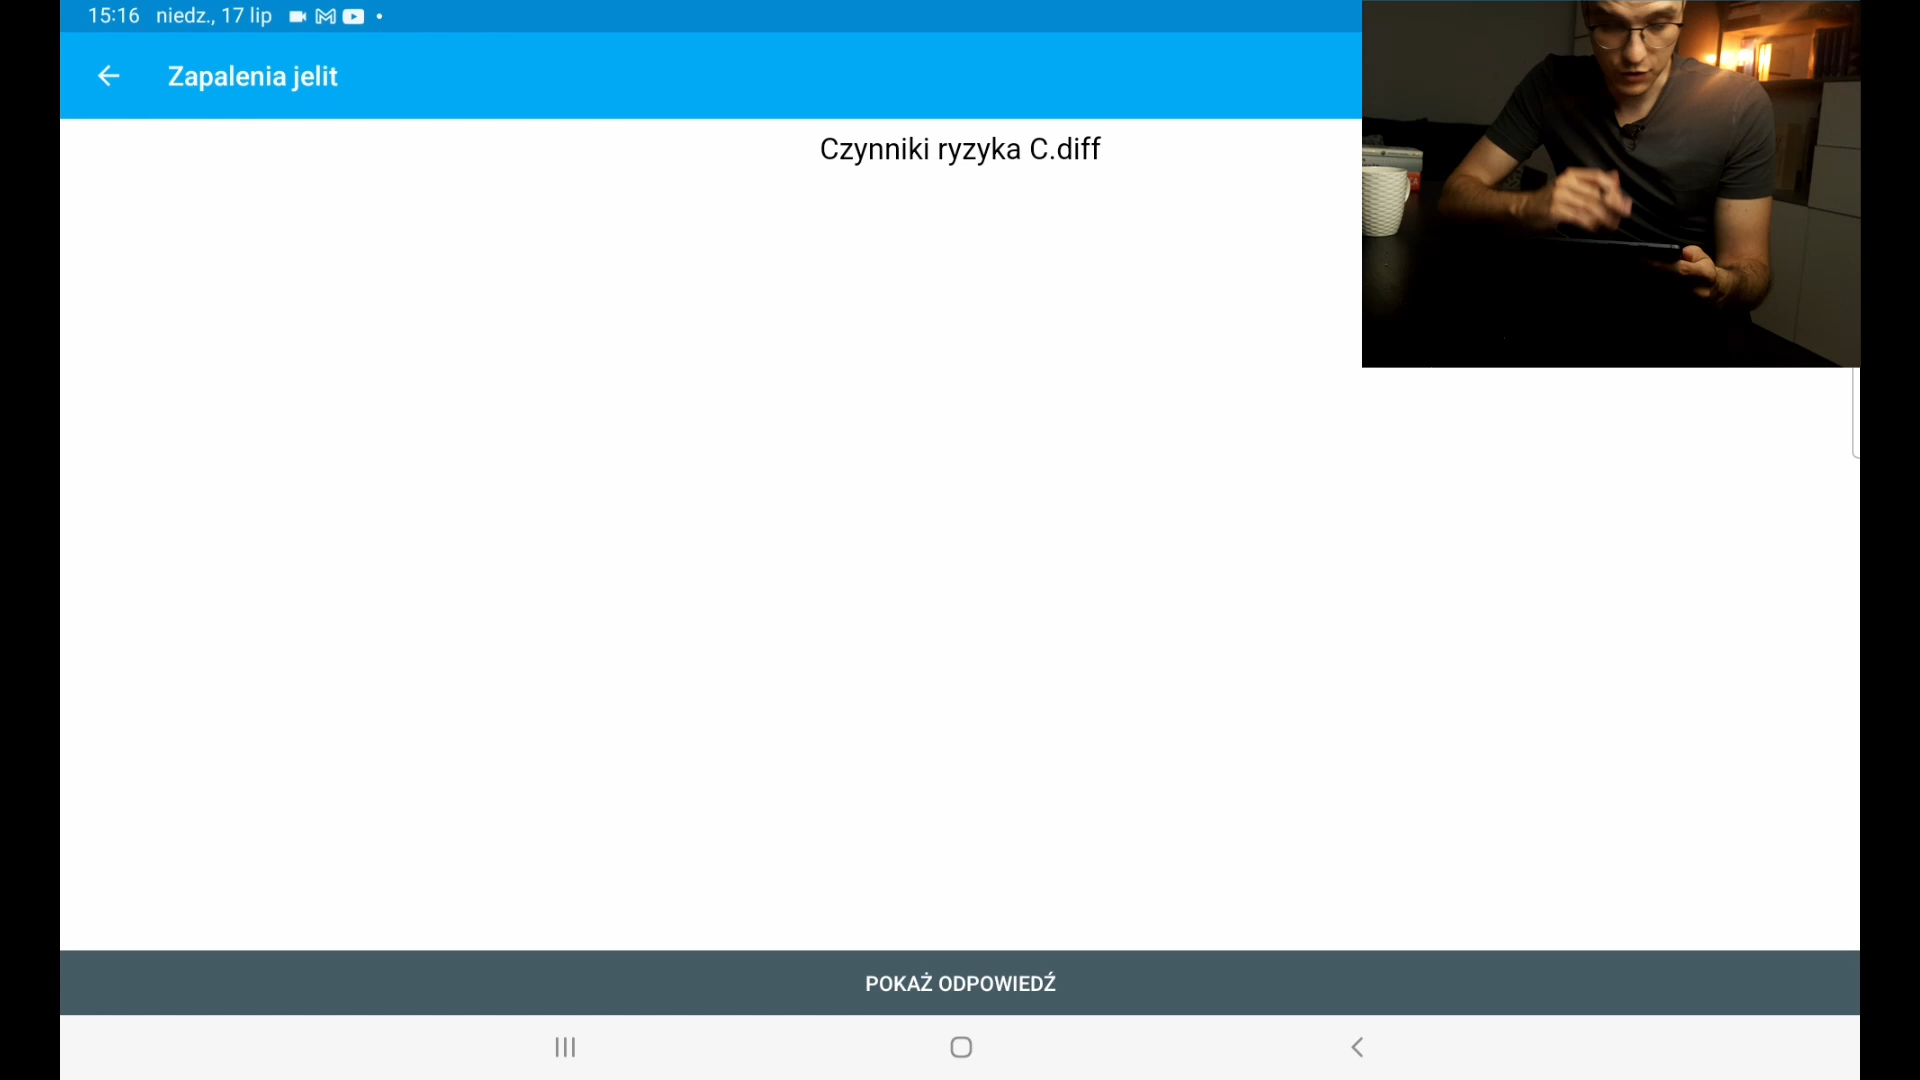 15:16 niedz., 17 lip
Zapalenia jelit
Czynniki ryzyka C.diff
POKAŻ ODPOWIEDŹ